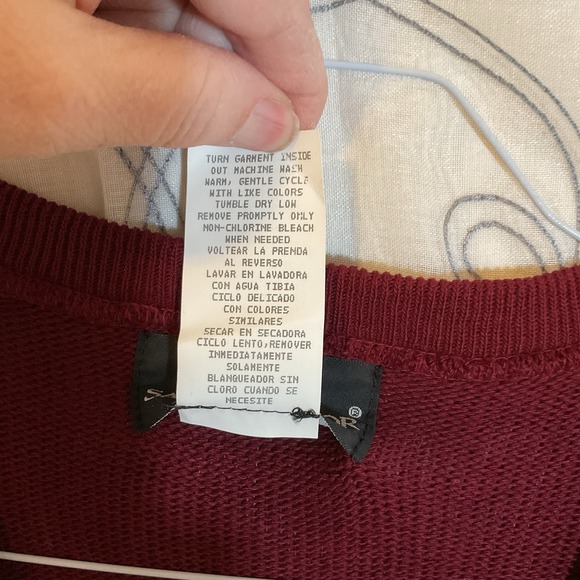 TURN GARMENT INSIDE
OUT MACHINE WASH
WARM, GENTLE CYCLE
WITH LIKE COLORS
TUMBLE DRY LOW
REMOVE PROMPTLY ONLY
NON-CHLORINE BLEACH
WHEN NEEDED
VOLTEAR LA PRENDA
AL REVERSO
LAVAR EN LAVADORA
CON AGUA TIBIA
CICLO DELICADO
CON COLORES
SIMILARES
SECAR EN SECADORA
CICLO LENTO,REMOVER
INMEDIATAMENTE
SOLAMENTE
BLANQUEADOR SIN
CLORO CUANDO SE
NECESITE
®